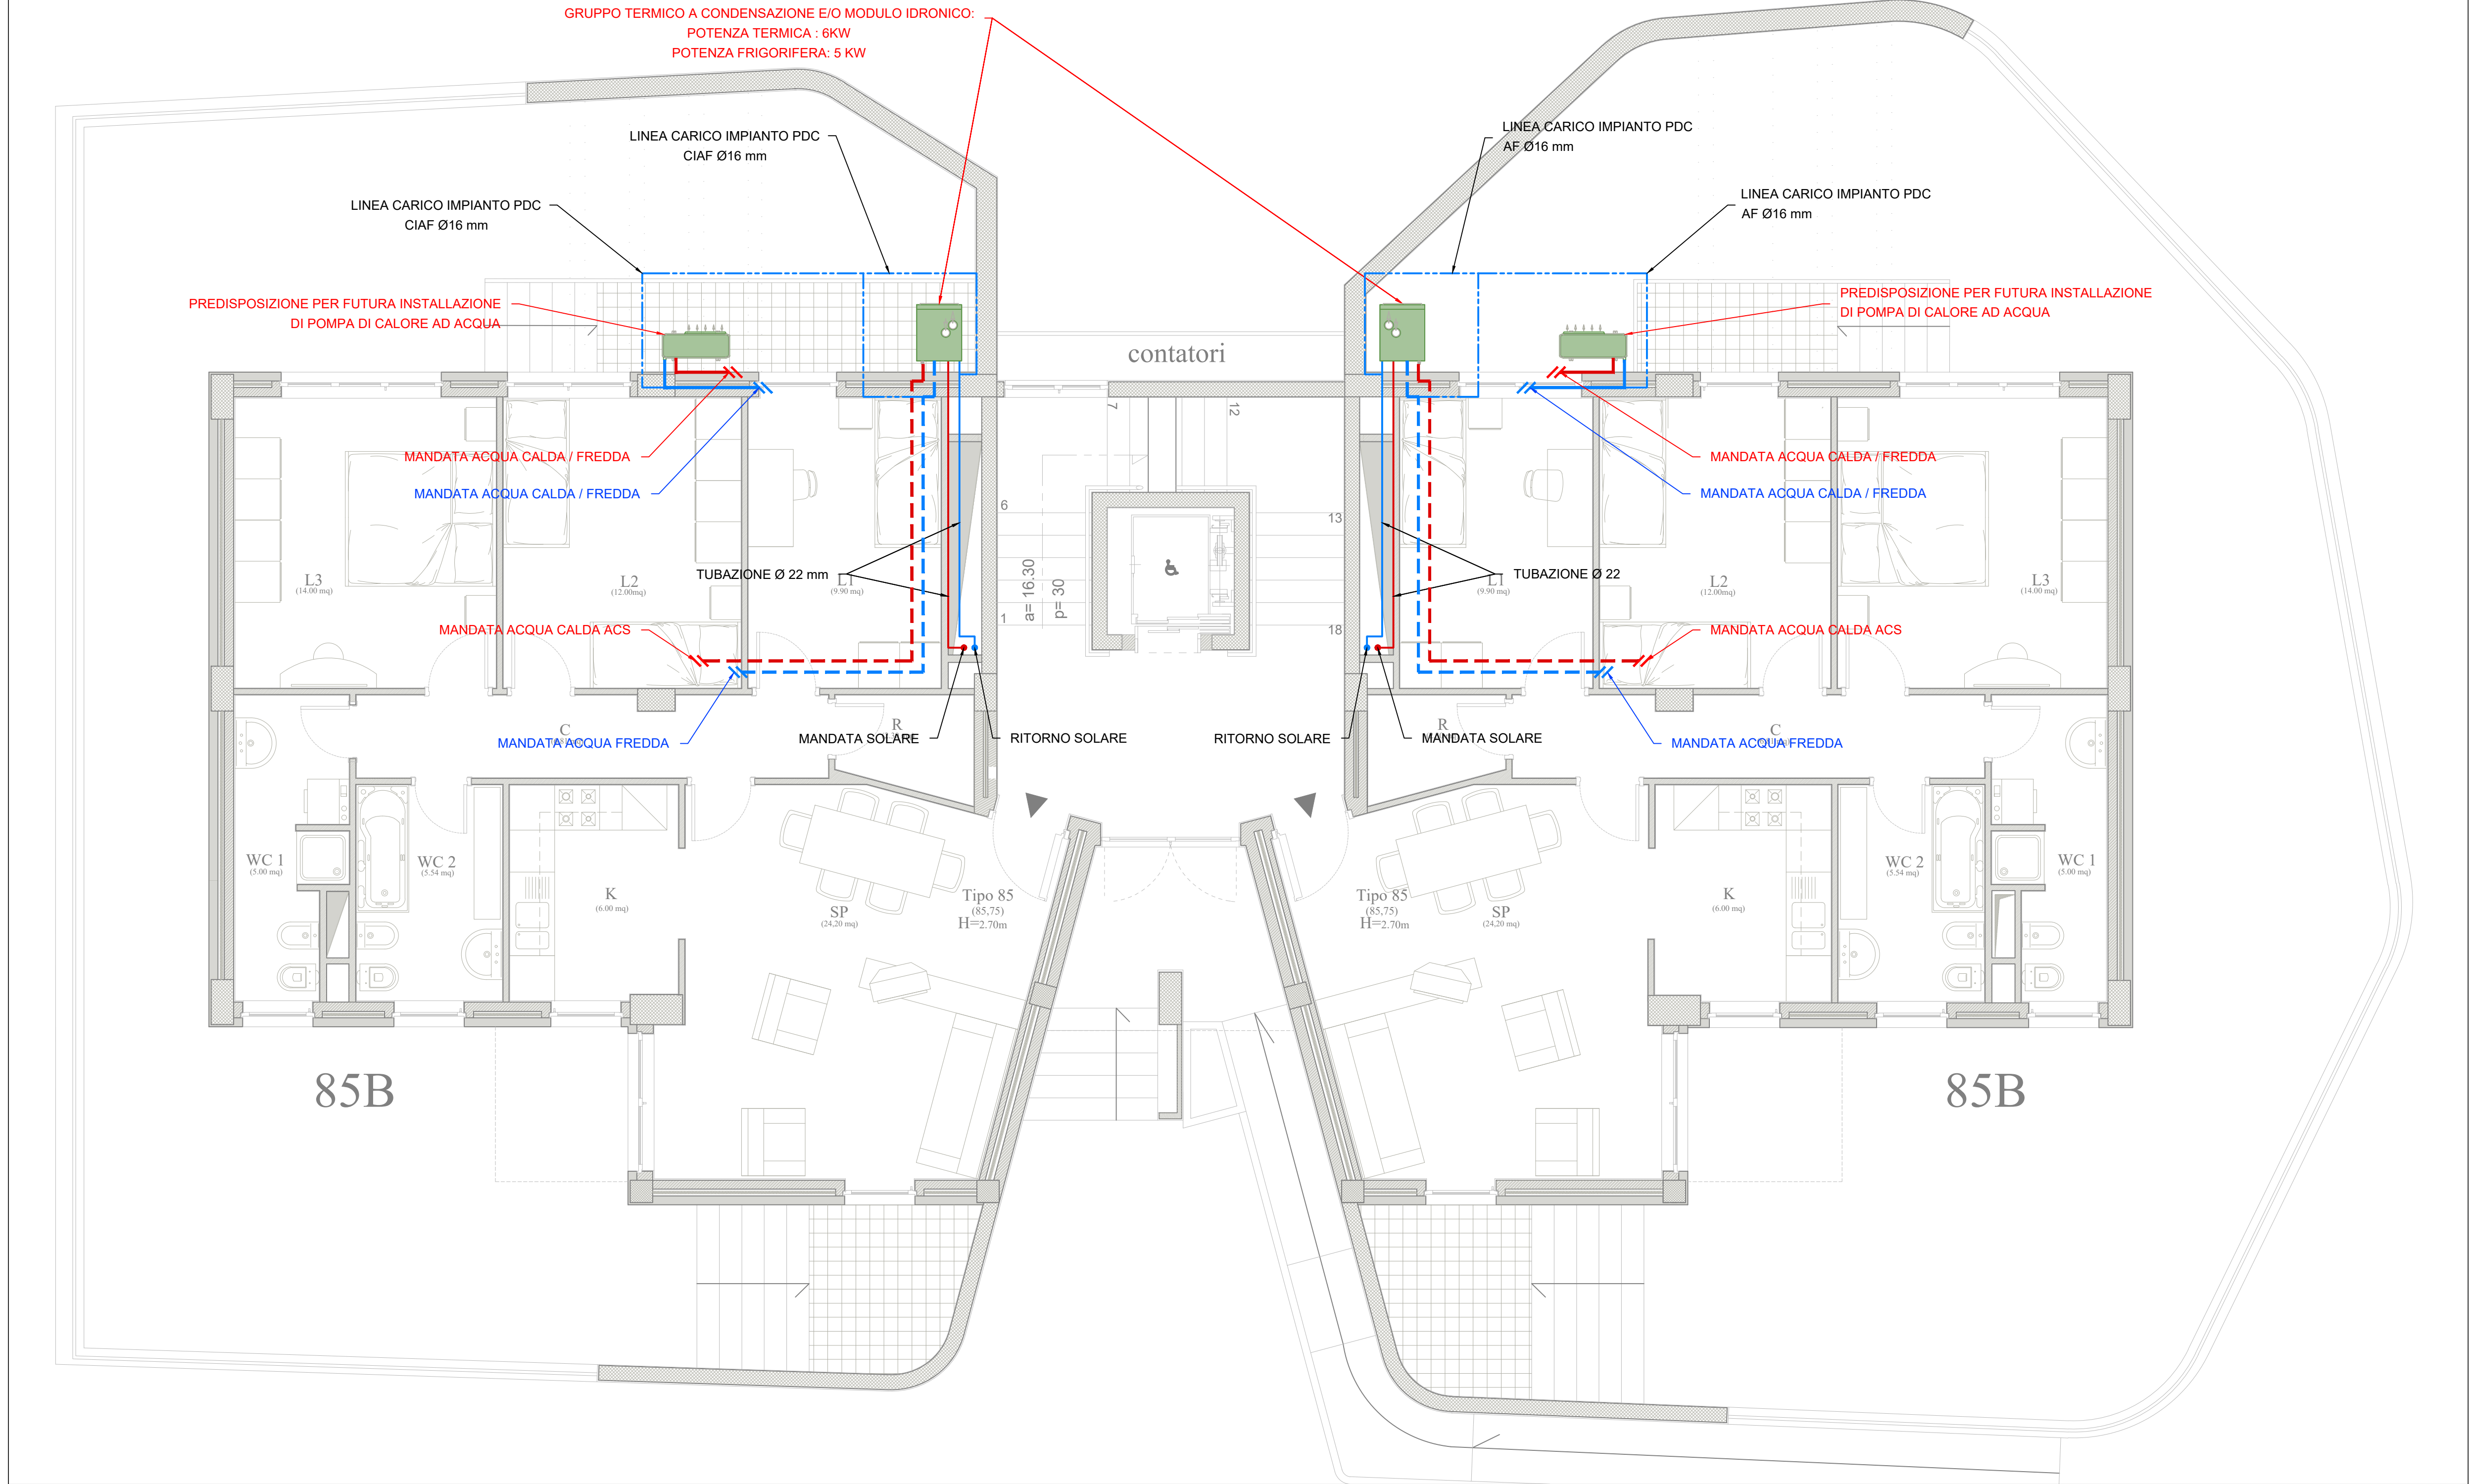 GRUPPO TERMICO A CONDENSAZIONE E/O MODULO IDRONICO:
POTENZA TERMICA : 6KW
POTENZA FRIGORIFERA: 5 KW
LINEA CARICO IMPIANTO PDC
CIAF Ø16 mm
LINEA CARICO IMPIANTO PDC
AF Ø16 mm
LINEA CARICO IMPIANTO PDC
CIAF Ø16 mm
LINEA CARICO IMPIANTO PDC
AF Ø16 mm
PREDISPOSIZIONE PER FUTURA INSTALLAZIONE
DI POMPA DI CALORE AD ACQUA
PREDISPOSIZIONE PER FUTURA INSTALLAZIONE
DI POMPA DI CALORE AD ACQUA
contatori
7
12
MANDATA ACQUA CALDA / FREDDA
MANDATA ACQUA CALDA / FREDDA
MANDATA ACQUA CALDA / FREDDA
MANDATA ACQUA CALDA / FREDDA
6
13
L3
(14.00 mq)
L2
(12.00mq)
TUBAZIONE Ø 22 mm
L1
(9.90 mq)
a= 16.30
p= 30
1
18
TUBAZIONE Ø 22
L1
(9.90 mq)
L2
(12.00mq)
L3
(14.00 mq)
MANDATA ACQUA CALDA ACS
MANDATA ACQUA CALDA ACS
C
MANDATA ACQUA FREDDA
R
MANDATA SOLARE
RITORNO SOLARE
RITORNO SOLARE
R
MANDATA SOLARE
C
MANDATA ACQUA FREDDA
WC 1
(5.00 mq)
WC 2
(5.54 mq)
K
(6.00 mq)
SP
(24,20 mq)
Tipo 85
(85,75)
H=2.70m
Tipo 85
(85,75)
H=2.70m
SP
(24,20 mq)
K
(6.00 mq)
WC 2
(5.54 mq)
WC 1
(5.00 mq)
85B
85B